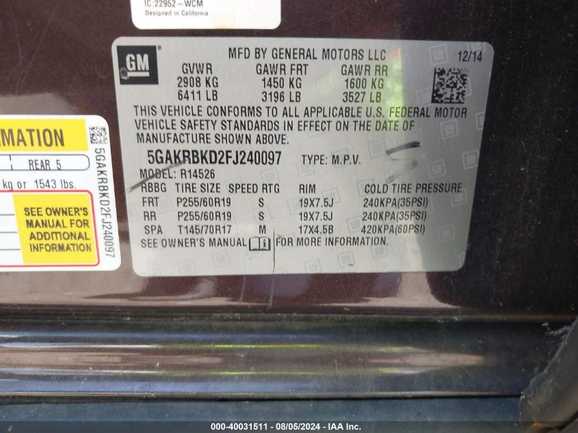 IC:22952-WCM
Designed in California
GM
MFD BY GENERAL MOTORS LLC
12/14
GVWR GAWR FRT GAWR RR
2908 KG 1450 KG 1600 KG
6411 LB 3196 LB 3527 LB
THIS VEHICLE CONFORMS TO ALL APPLICABLE U.S. FEDERAL MOTOR
VEHICLE SAFETY STANDARDS IN EFFECT ON THE DATE OF
MANUFACTURE SHOWN ABOVE.
5GAKRBKD2FJ240097 TYPE: M.P.V.
MODEL: R14526
RBBG TIRE SIZE SPEED RTG RIM COLD TIRE PRESSURE
FRT P255/60R19 S 19X7.5J 240KPA(35PSI)
RR P255/60R19 S 19X7.5J 240KPA(35PSI)
SPA T145/70R17 M 17X4.5B 420KPA(60PSI)
SEE OWNER'S MANUAL FOR MORE INFORMATION.
RMATION
REAR 5
kg or 1543 lbs.
SEE OWNER'S
MANUAL FOR
ADDITIONAL
INFORMATION
5GAKRBKD2FJ240097
000-40031511 - 08/05/2024 - IAA Inc.